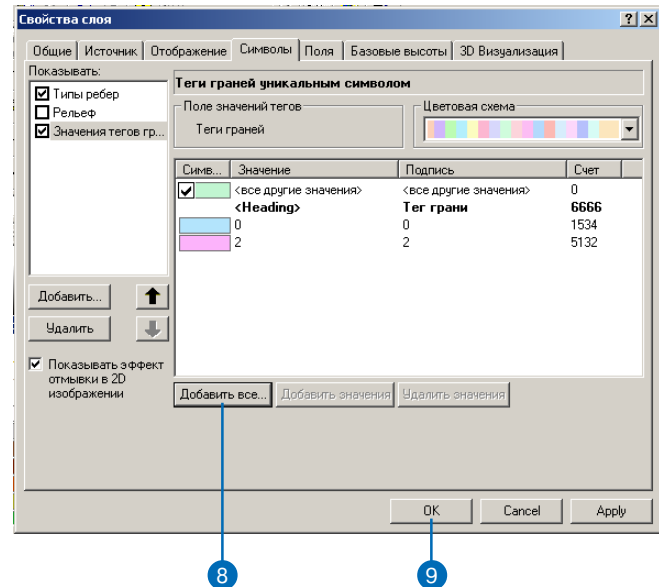 Свойства слоя
Общие Источник Отображение Символы Поля Базовые высоты 3D Визуализация
Показывать:
Типы ребер
Рельеф
Значения тегов гр...
Добавить...
Удалить
Показывать эффект
отмывки в 2D
изображении
Теги граней уникальным символом
Поле значений тегов
Теги граней
Цветовая схема
Симв... Значение Подпись Счет
<все другие значения> <все другие значения> 0
<Heading> Тег грани 6666
0 0 1534
2 2 5132
Добавить все... Добавить значения Удалить значения
OK Cancel Apply
8 9